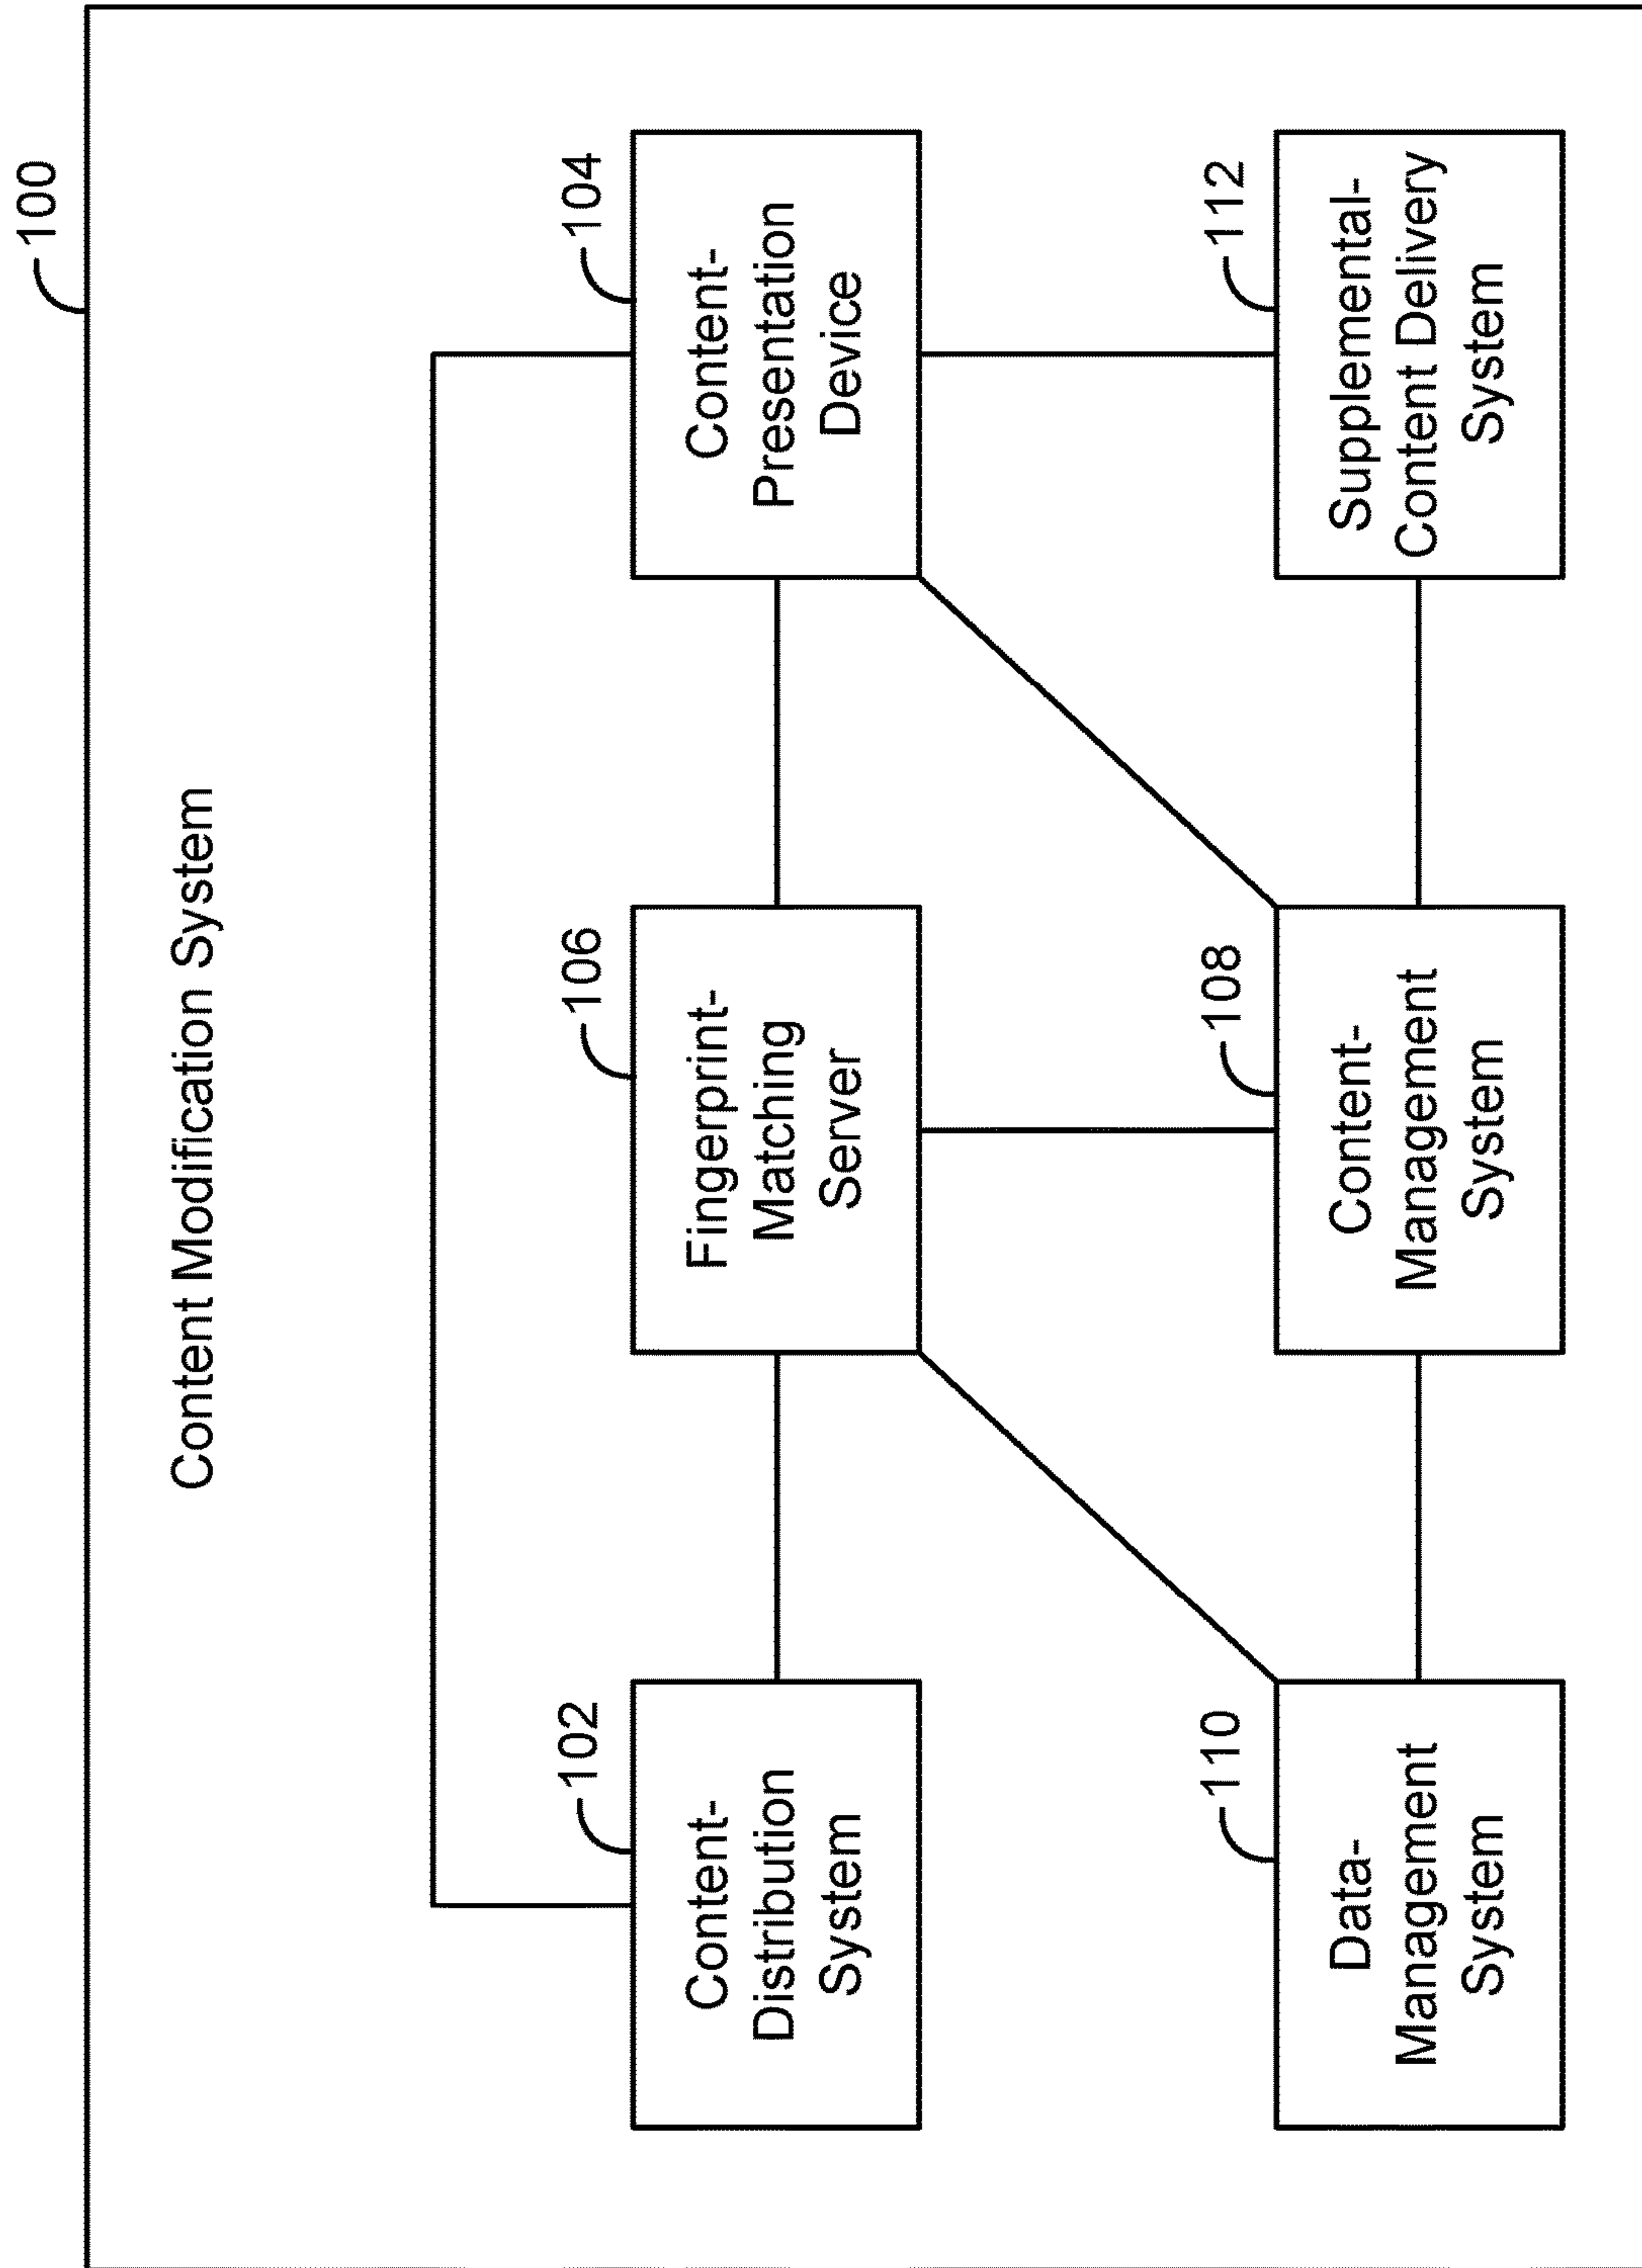 100
Content Modification System
102
Content-
Distribution
System
106
Fingerprint-
Matching
Server
104
Content-
Presentation
Device
110
Data-
Management
System
108
Content-
Management
System
112
Supplemental-
Content Delivery
System